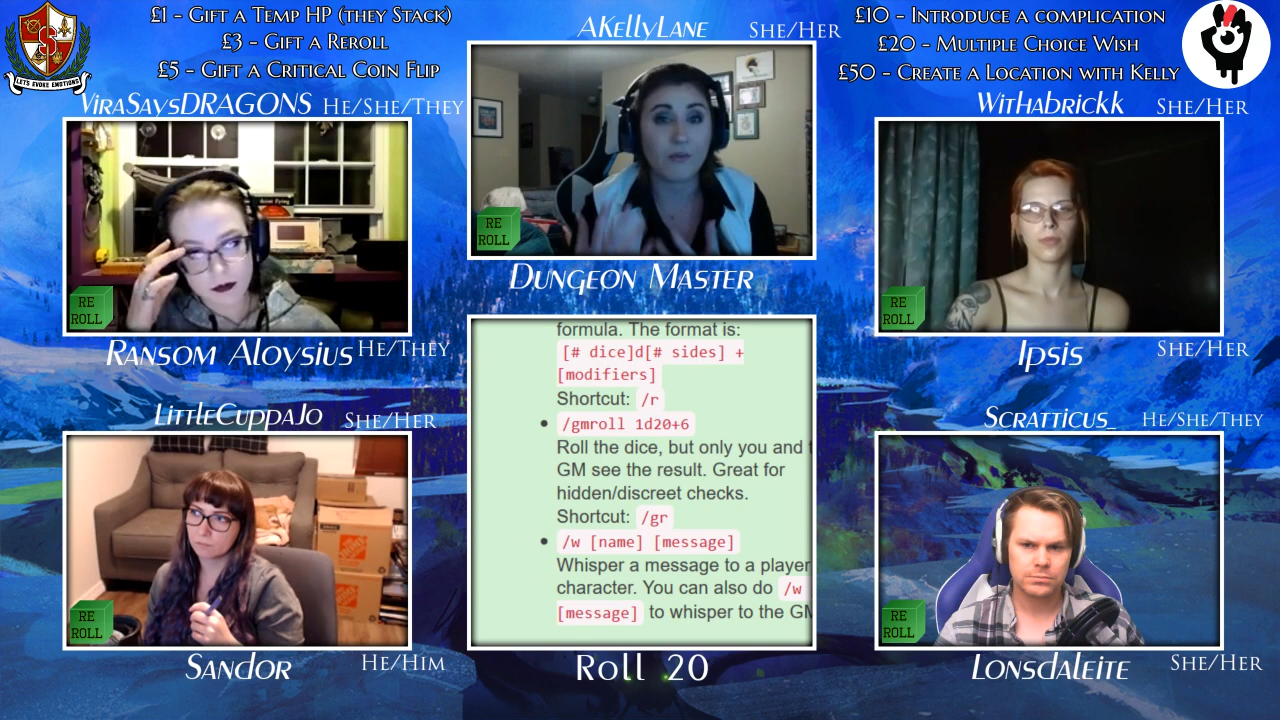 £1 - Gift a Temp HP (they Stack)
£3 - Gift a Reroll
£5 - Gift a Critical Coin Flip
LETS EVOKE EMOTIONS
AKellyLane She/Her
£10 - Introduce a complication
£20 - Multiple Choice Wish
£50 - Create a Location with Kelly
ViraSaysDRAGONS He/She/They
Withabrickk She/Her
RE
ROLL
Dungeon Master
RE
ROLL
Ransom Aloysius He/They
RE
ROLL
Ipsis She/Her
formula. The format is:
[# dice]d[# sides] +
[modifiers]
Shortcut: /r
• /gmroll 1d20+6
Roll the dice, but only you and t
GM see the result. Great for
hidden/discreet checks.
Shortcut: /gr
• /w [name] [message]
Whisper a message to a player
character. You can also do /w
[message] to whisper to the GM
LittleCuppaJo She/Her
Scratticus_ He/She/They
RE
ROLL
Sandor He/Him
Roll 20
RE
ROLL
Lonsdaleite She/Her